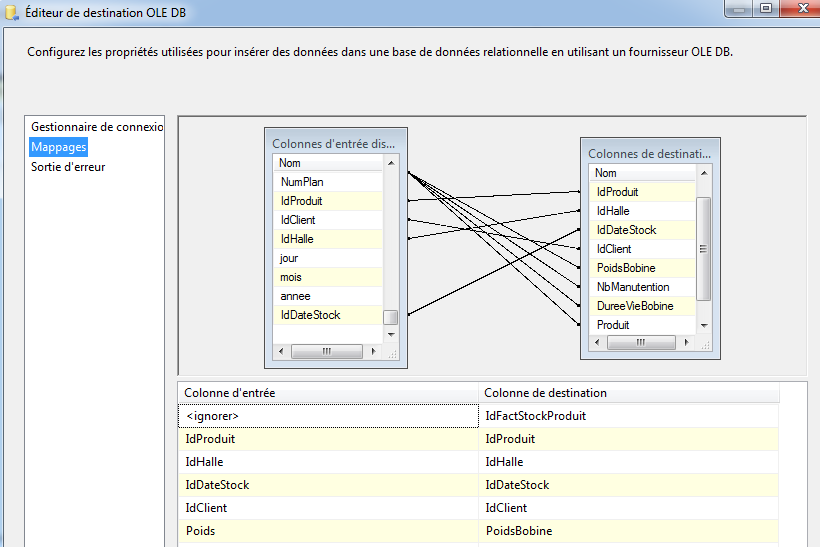 Éditeur de destination OLE DB
Configurez les propriétés utilisées pour insérer des données dans une base de données relationnelle en utilisant un fournisseur OLE DB.
Gestionnaire de connexio
Mappages
Sortie d'erreur
Colonnes d'entrée dis...
Nom
NumPlan
IdProduit
IdClient
IdHalle
jour
mois
annee
IdDateStock
Colonnes de destinati...
Nom
IdProduit
IdHalle
IdDateStock
IdClient
PoidsBobine
NbManutention
DureeVieBobine
Produit
Colonne d'entrée Colonne de destination
<ignorer> IdFactStockProduit
IdProduit IdProduit
IdHalle IdHalle
IdDateStock IdDateStock
IdClient IdClient
Poids PoidsBobine